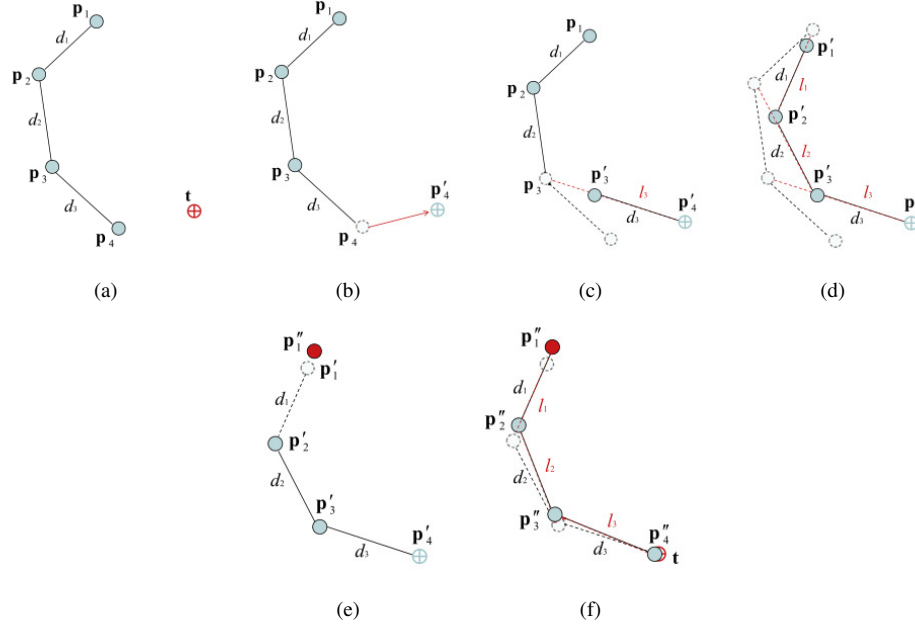 p₁
d₁
p₂
d₂
p₃
d₃
p₄
t
(a)
p₁
d₁
p₂
d₂
p₃
d₃
p₄
p′₄
(b)
p₁
d₁
p₂
d₂
p₃
p′₃
l₃
d₃
p′₄
(c)
p′₁
d₁
l₁
p′₂
d₂
l₂
p′₃
l₃
d₃
p
(d)
p″₁
p′₁
d₁
p′₂
d₂
p′₃
d₃
p′₄
(e)
p″₁
d₁
l₁
p″₂
l₂
d₂
p″₃
l₃
d₃
p″₄
t
(f)